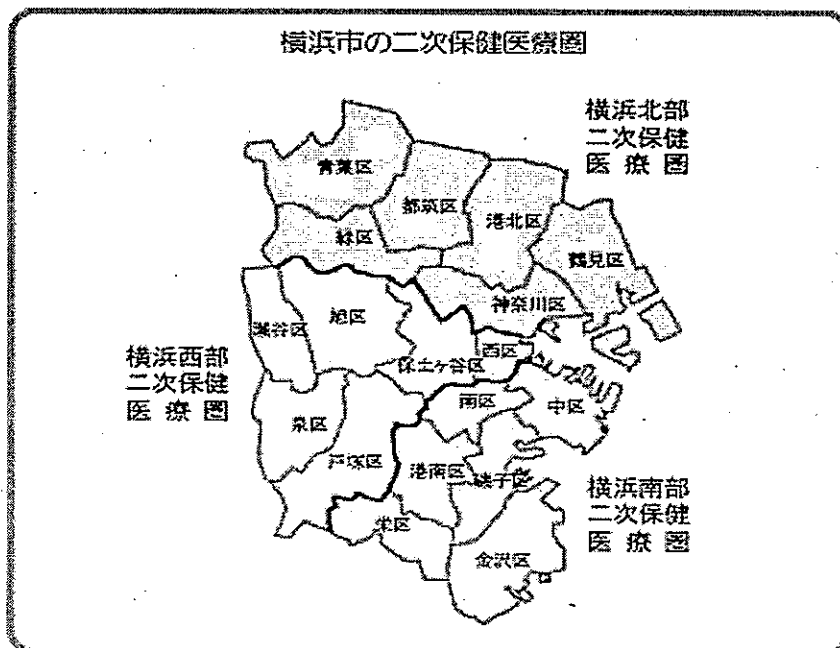 横浜市の二次保健医療圏
横浜北部
二次保健
医療圏
青葉区
都筑区
港北区
緑区
鶴見区
神奈川区
瀬谷区
旭区
保土ヶ谷区
西区
横浜西部
二次保健
医療圏
南区
中区
泉区
戸塚区
港南区
磯子区
横浜南部
二次保健
医療圏
栄区
金沢区